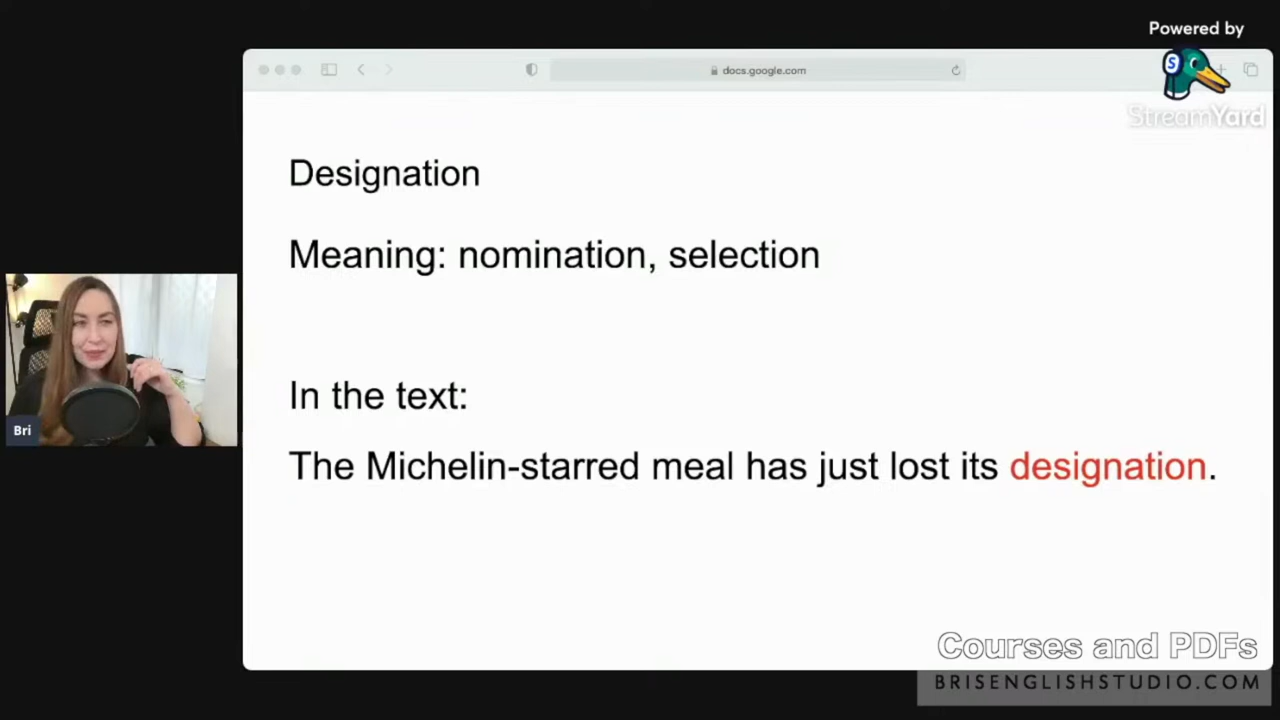 Powered by
StreamYard
docs.google.com
S
Designation
Meaning: nomination, selection
In the text:
The Michelin-starred meal has just lost its designation.
Bri
Courses and PDFs
BRISENGLISHSTUDIO.COM